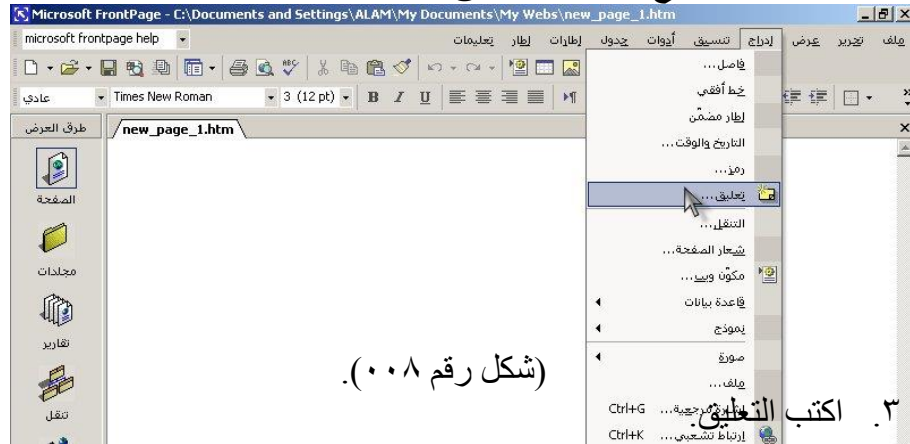 Microsoft FrontPage - C:\Documents and Settings\ALAM\My Documents\My Webs\new_page_1.htm
ملف تحرير عرض إدراج تنسيق أدوات جدول إطارات إطار تعليمات microsoft frontpage help
عادي Times New Roman 3 (12 pt) B I U
طرق العرض
new_page_1.htm
الصفحة
مجلدات
تقارير
تنقل
فاصل...
خط أفقي
إطار مضمّن
التاريخ والوقت...
رمز...
تعليق...
التنقل...
شعار الصفحة...
مكوّن ويب...
قاعدة بيانات
نموذج
صورة
ملف...
إشارة مرجعية... Ctrl+G
ارتباط تشعبي... Ctrl+K
(شكل رقم ٠٠٨).
٣. اكتب التعليق.